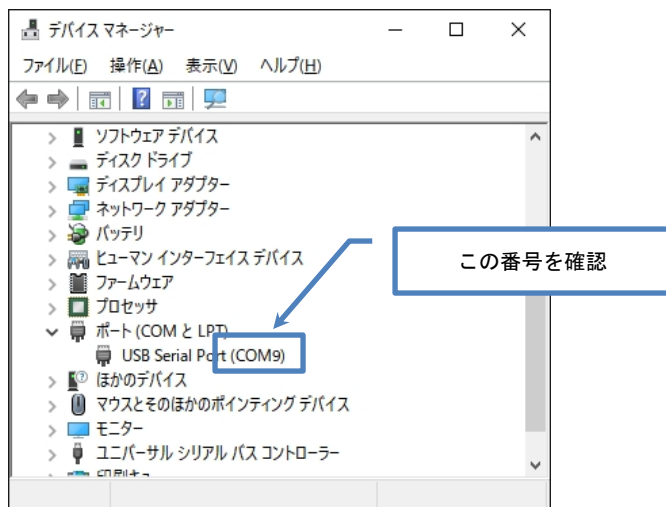 デバイス マネージャー
ファイル(F) 操作(A) 表示(V) ヘルプ(H)
ソフトウェア デバイス
ディスク ドライブ
ディスプレイ アダプター
ネットワーク アダプター
バッテリ
ヒューマン インターフェイス デバイス
この番号を確認
ファームウェア
プロセッサ
ポート (COM と LPT)
USB Serial Port (COM9)
ほかのデバイス
マウスとそのほかのポインティング デバイス
モニター
ユニバーサル シリアル バス コントローラー
印刷キュー